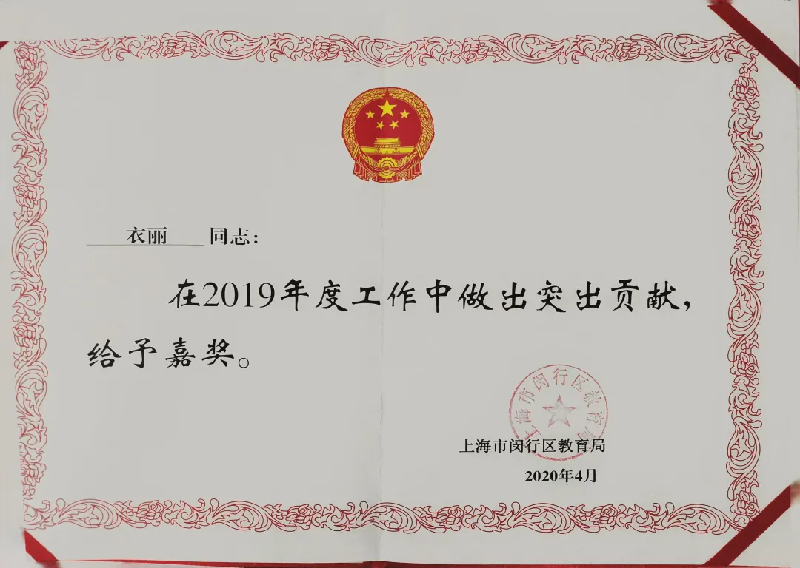 衣丽 同志：
在2019年度工作中做出突出贡献，
给予嘉奖。
上海市闵行区教育局
上海市闵行区教育局
2020年4月